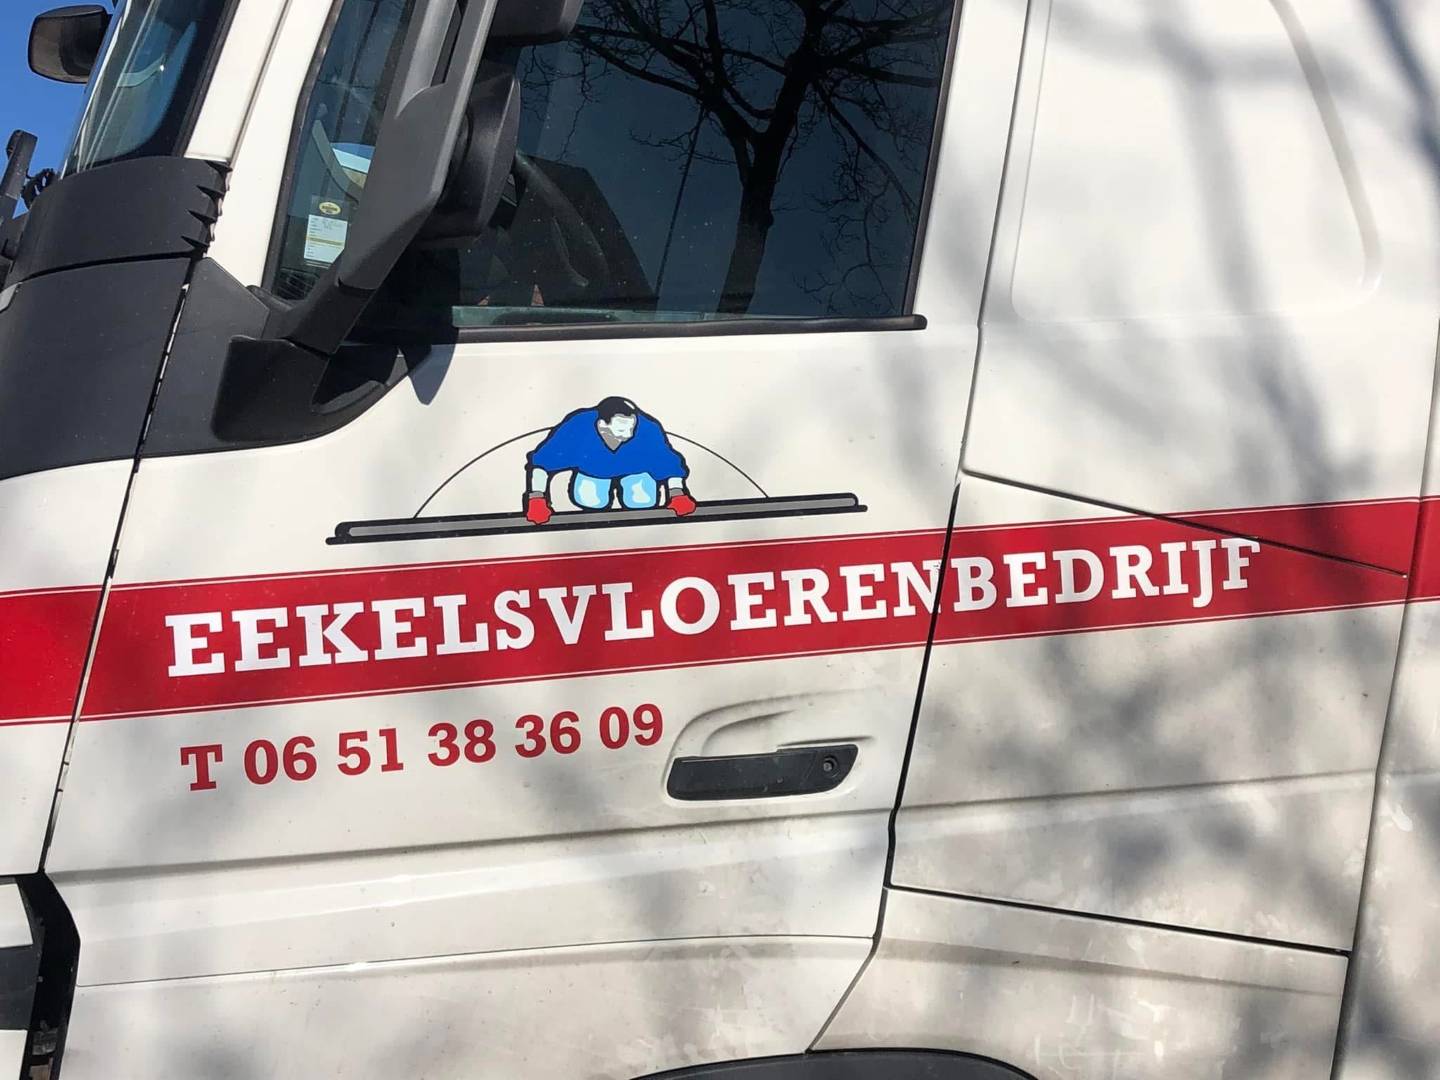 EEKELSVLOERENBEDRIJF
T 06 51 38 36 09